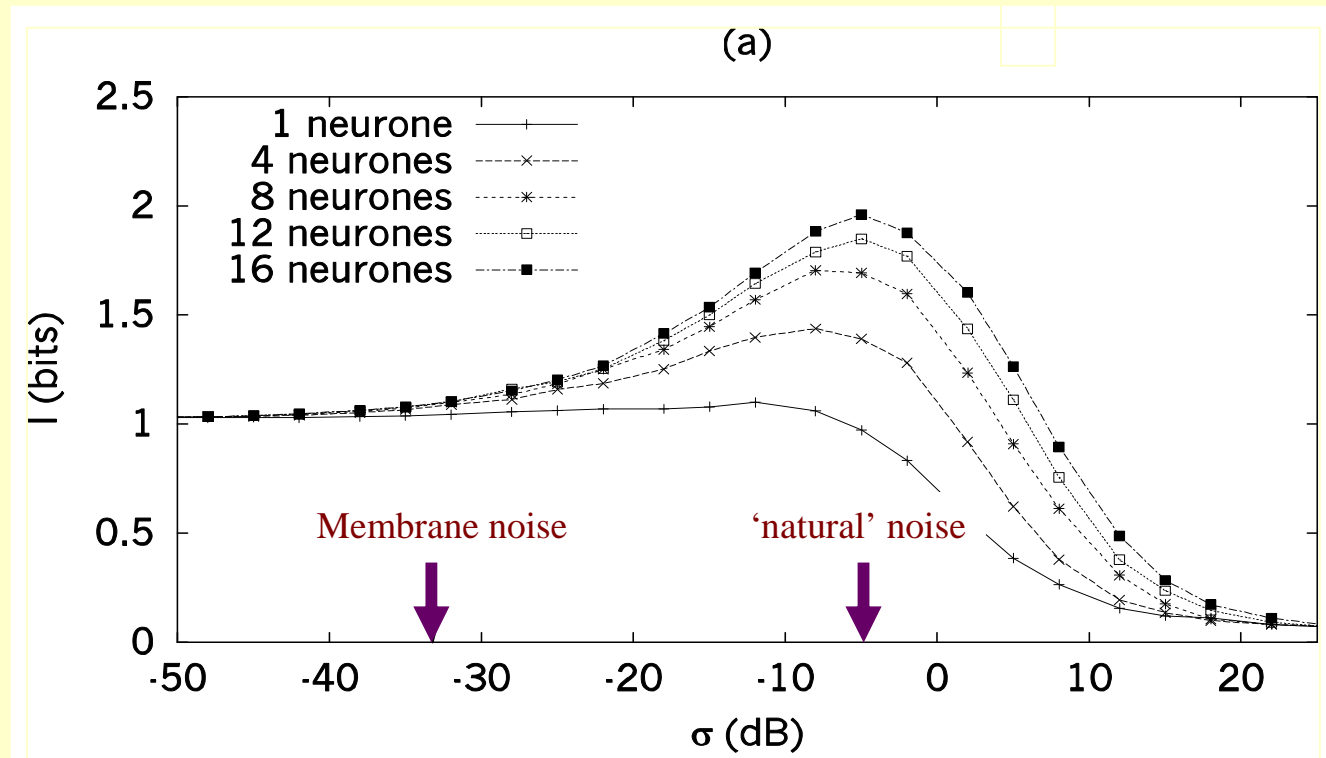 (a)
2.5
2
1.5
1
0.5
0
I (bits)
1 neurone
4 neurones
8 neurones
12 neurones
16 neurones
Membrane noise
‘natural’ noise
-50 -40 -30 -20 -10 0 10 20
σ (dB)